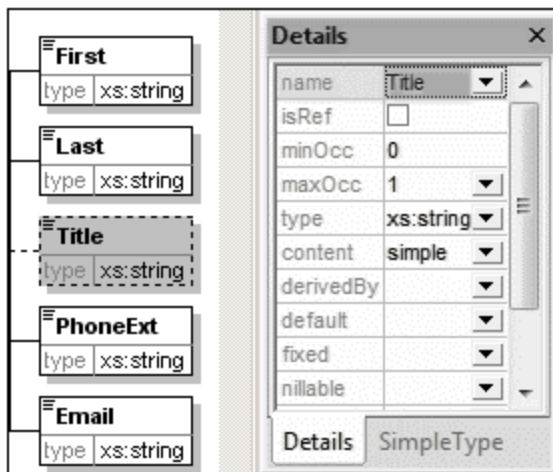 First
type xs:string
Last
type xs:string
Title
type xs:string
PhoneExt
type xs:string
Email
type xs:string
Details
name Title
isRef
minOcc 0
maxOcc 1
type xs:string
content simple
derivedBy
default
fixed
nillable
Details SimpleType